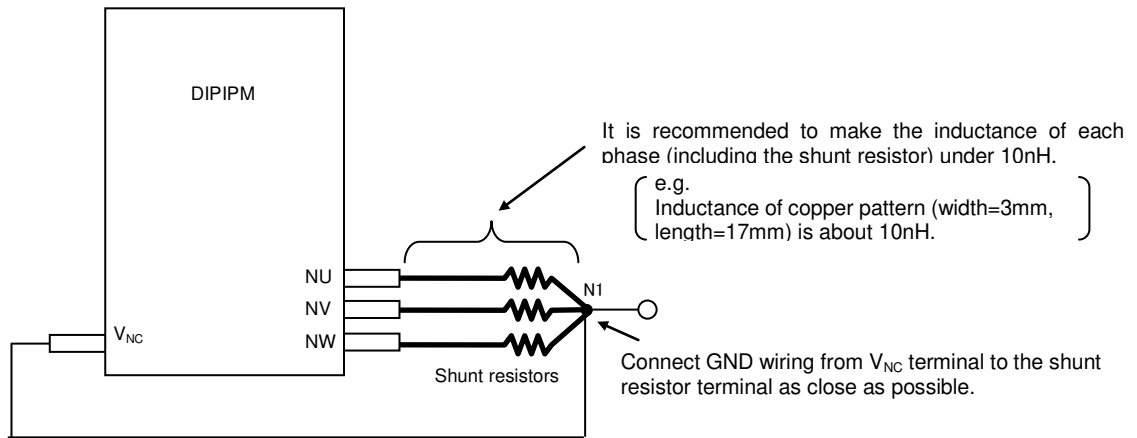 DIPIPM
It is recommended to make the inductance of each
phase (including the shunt resistor) under 10nH.
e.g.
Inductance of copper pattern (width=3mm,
length=17mm) is about 10nH.
NU
N1
NV
VNC
NW
Shunt resistors
Connect GND wiring from VNC terminal to the shunt
resistor terminal as close as possible.